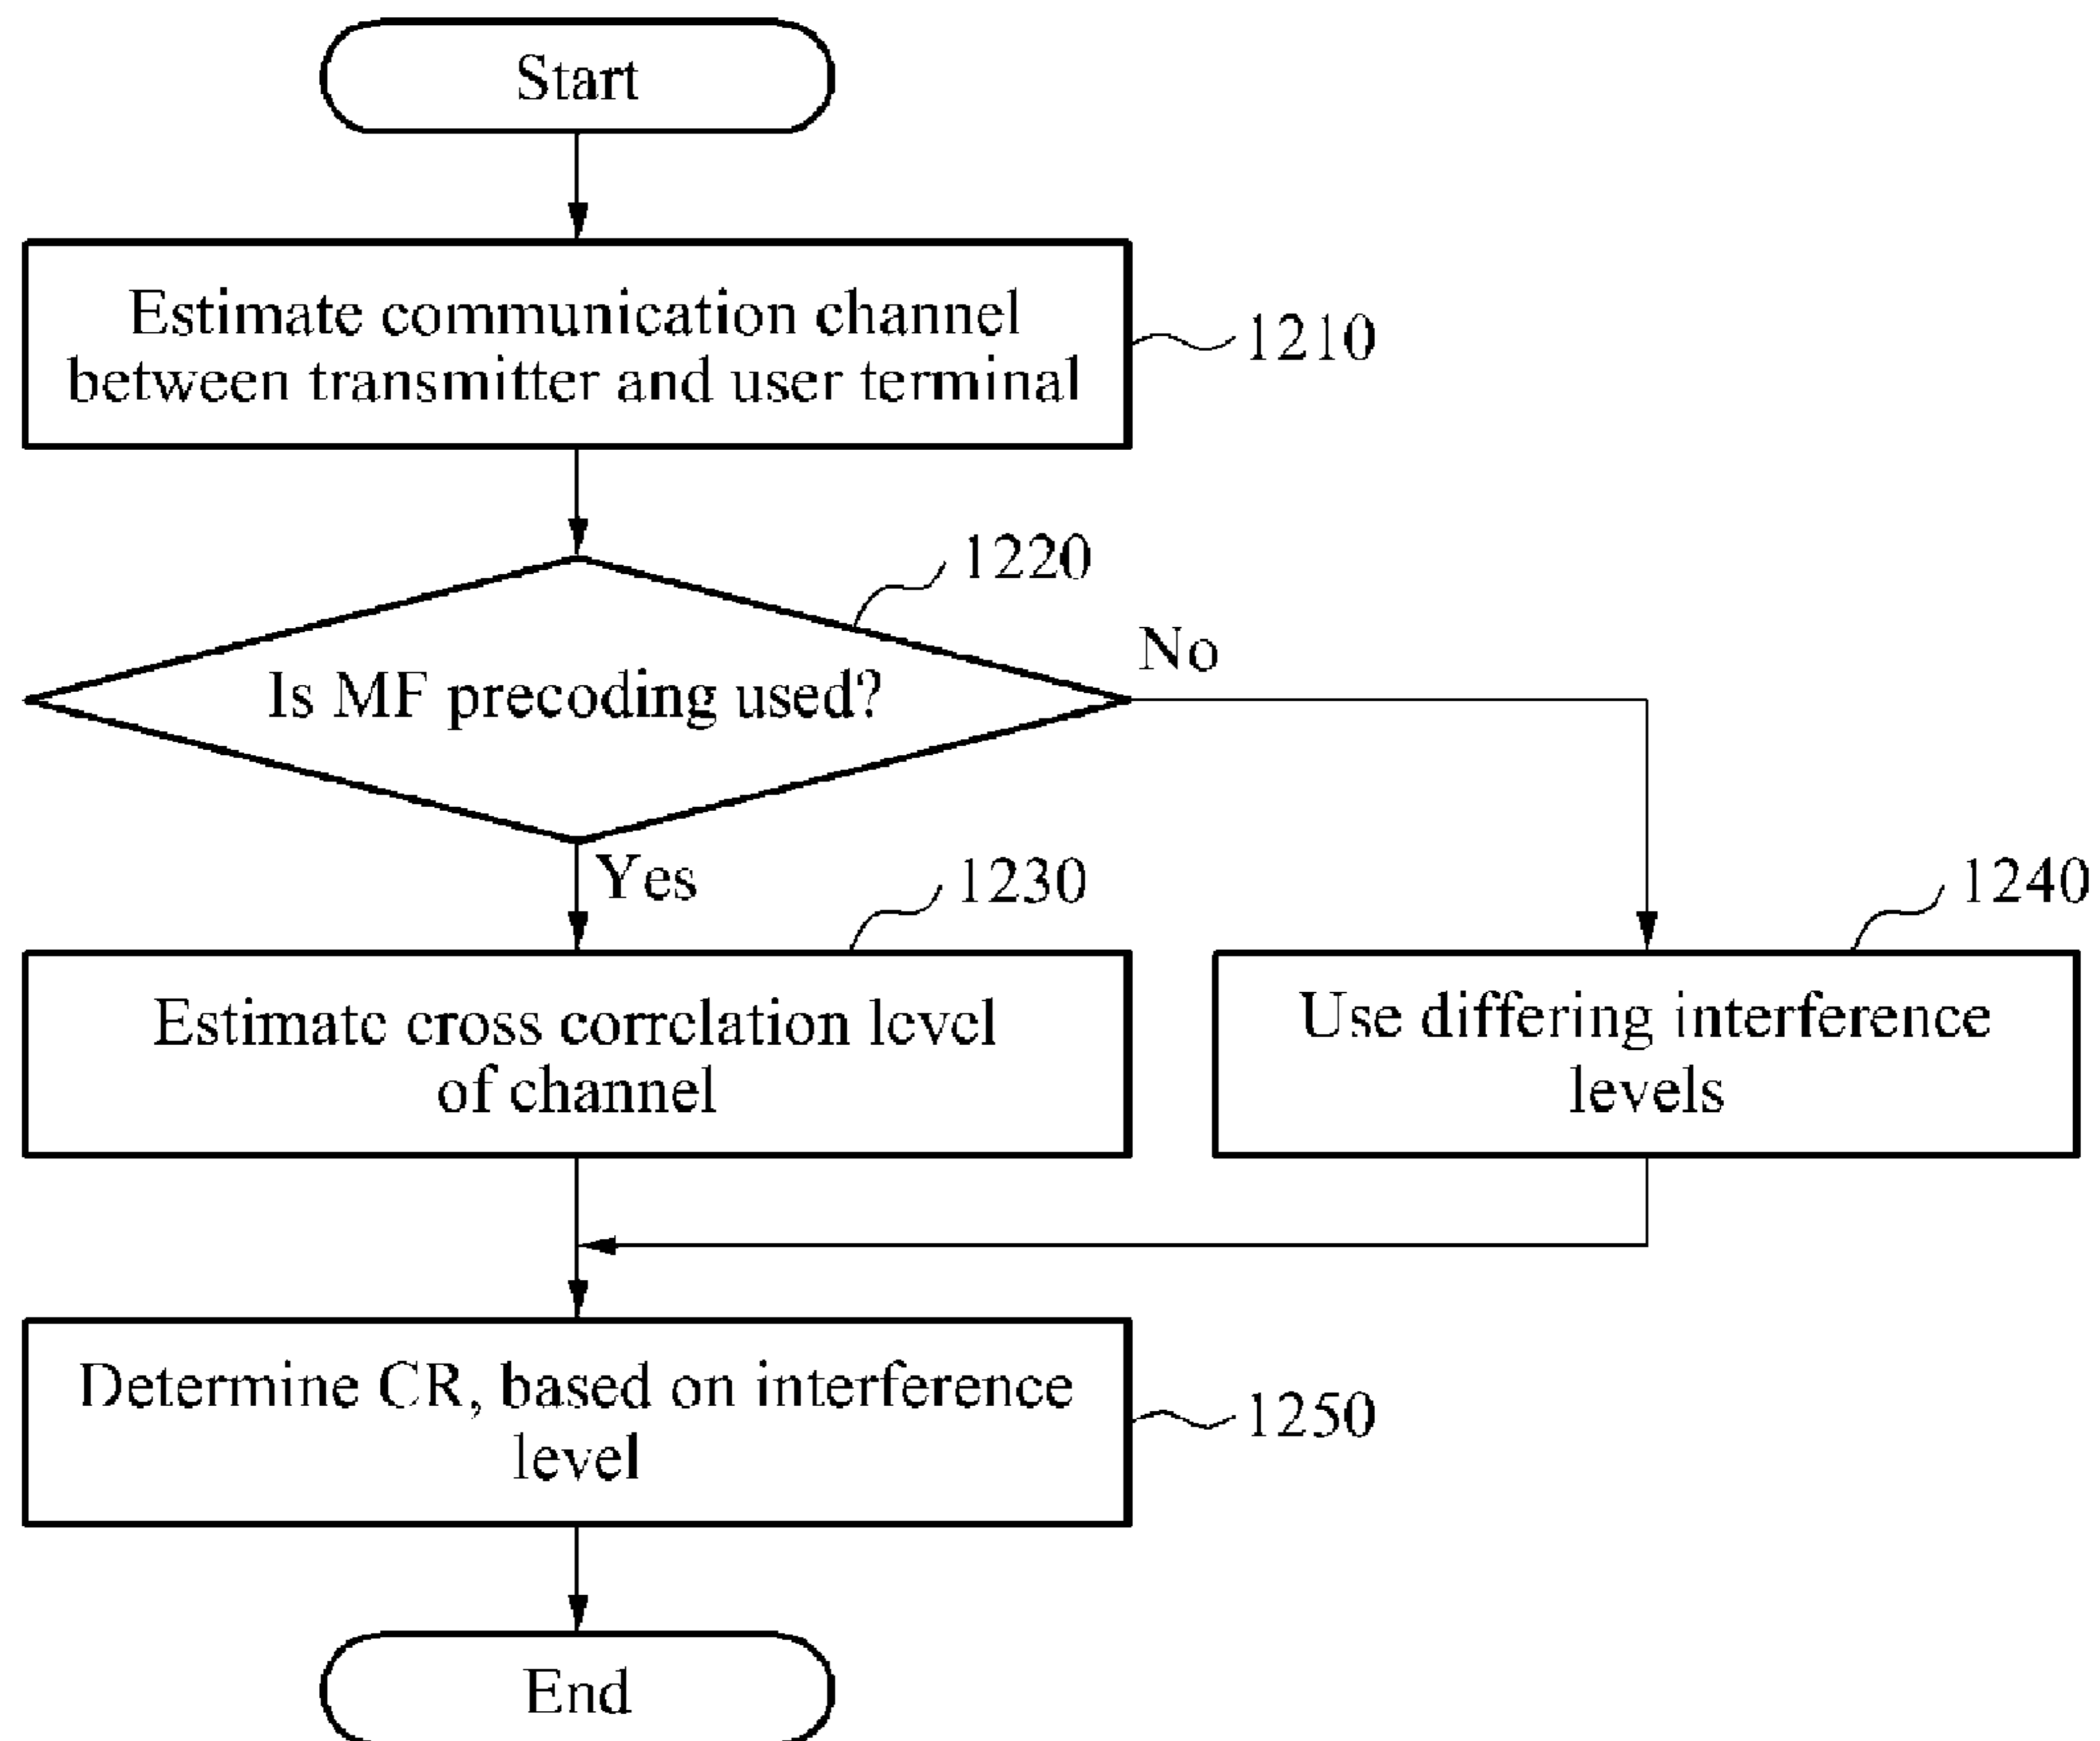 Start
Estimate communication channel
between transmitter and user terminal
1210
1220
Is MF precoding used?
No
Yes
1230
1240
Estimate cross correlation level
of channel
Use differing interference
levels
Determine CR, based on interference
level
1250
End